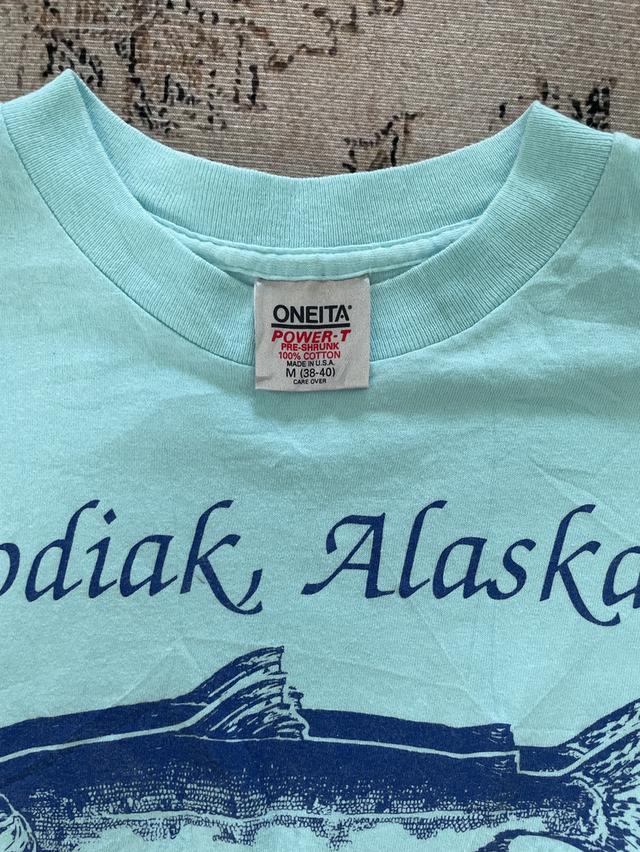 ONEITA®
POWER-T
PRE-SHRUNK
100% COTTON
MADE IN U.S.A.
M (38-40)
CARE OVER
odiak, Alaska